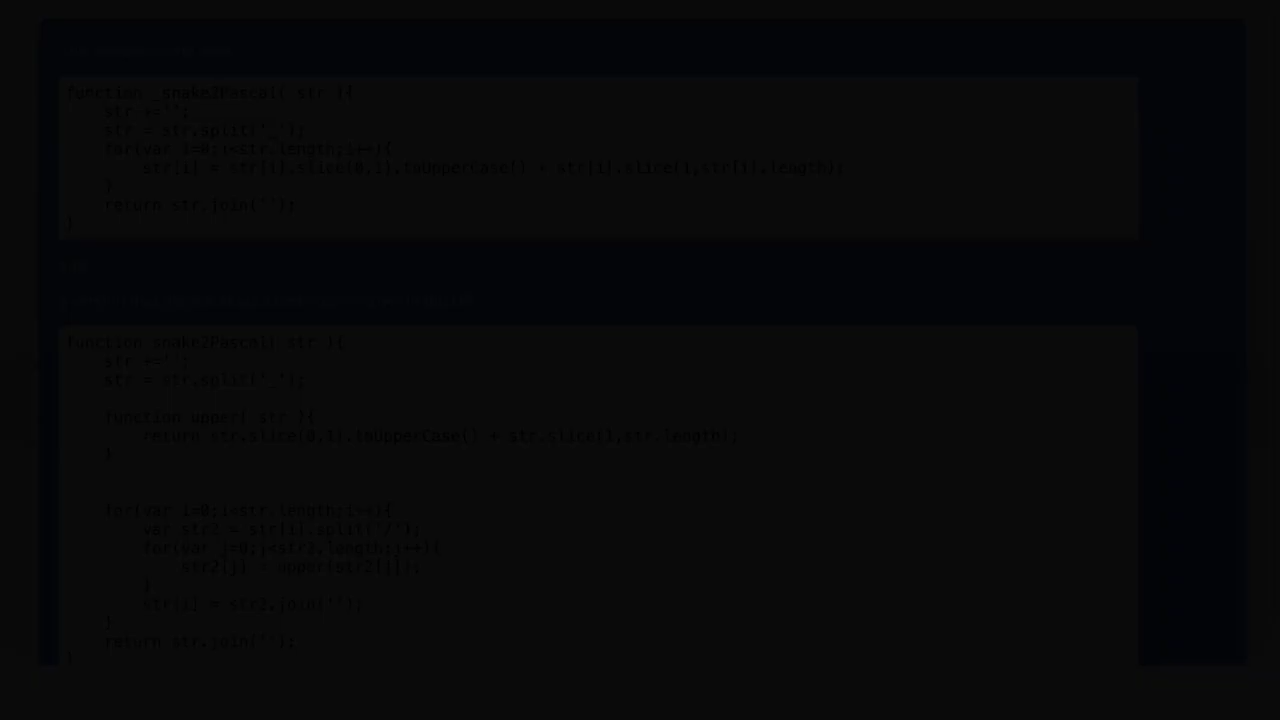 function _snake2Pascal( str ){
str +='';
str = str.split('_');
for(var i=0;i<str.length;i++){
str[i] = str[i].slice(0,1).toUpperCase() + str[i].slice(1,str[i].length);
}
return str.join('');
}
function snake2Pascal( str ){
str +='';
str = str.split('_');
function upper( str ){
return str.slice(0,1).toUpperCase() + str.slice(1,str.length);
}
for(var i=0;i<str.length;i++){
var str2 = str[i].split('/');
for(var j=0;j<str2.length;j++){
str2[j] = upper(str2[j]);
}
str[i] = str2.join('');
}
return str.join('');
}